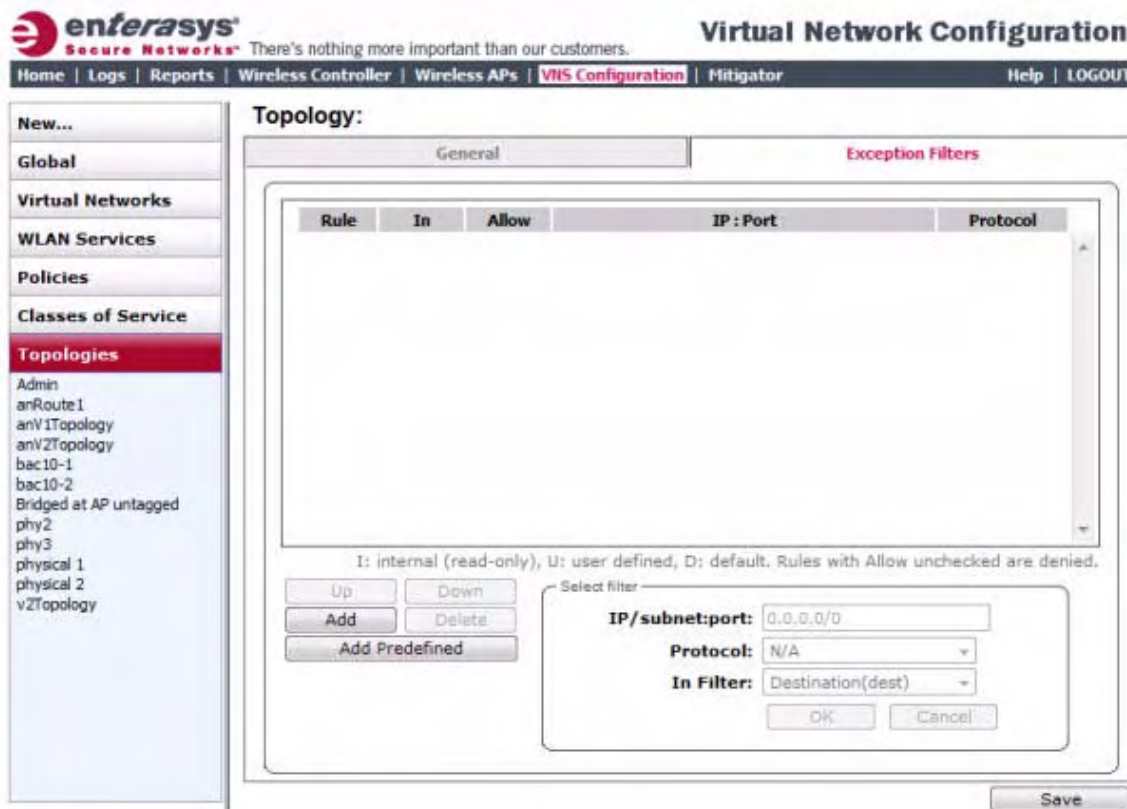 enterasys
Secure Networks
There's nothing more important than our customers.
Virtual Network Configuration
Home | Logs | Reports | Wireless Controller | Wireless APs | VNS Configuration | Mitigator Help | LOGOUT
New...
Global
Virtual Networks
WLAN Services
Policies
Classes of Service
Topologies
Admin
anRoute1
anV1Topology
anV2Topology
bac10-1
bac10-2
Bridged at AP untagged
phy2
phy3
physical 1
physical 2
v2Topology
Topology:
General
Exception Filters
Rule In Allow IP : Port Protocol
I: internal (read-only), U: user defined, D: default. Rules with Allow unchecked are denied.
Up Down
Add Delete
Add Predefined
Select filter
IP/subnet:port: 0.0.0.0/0
Protocol: N/A
In Filter: Destination(dest)
OK Cancel
Save